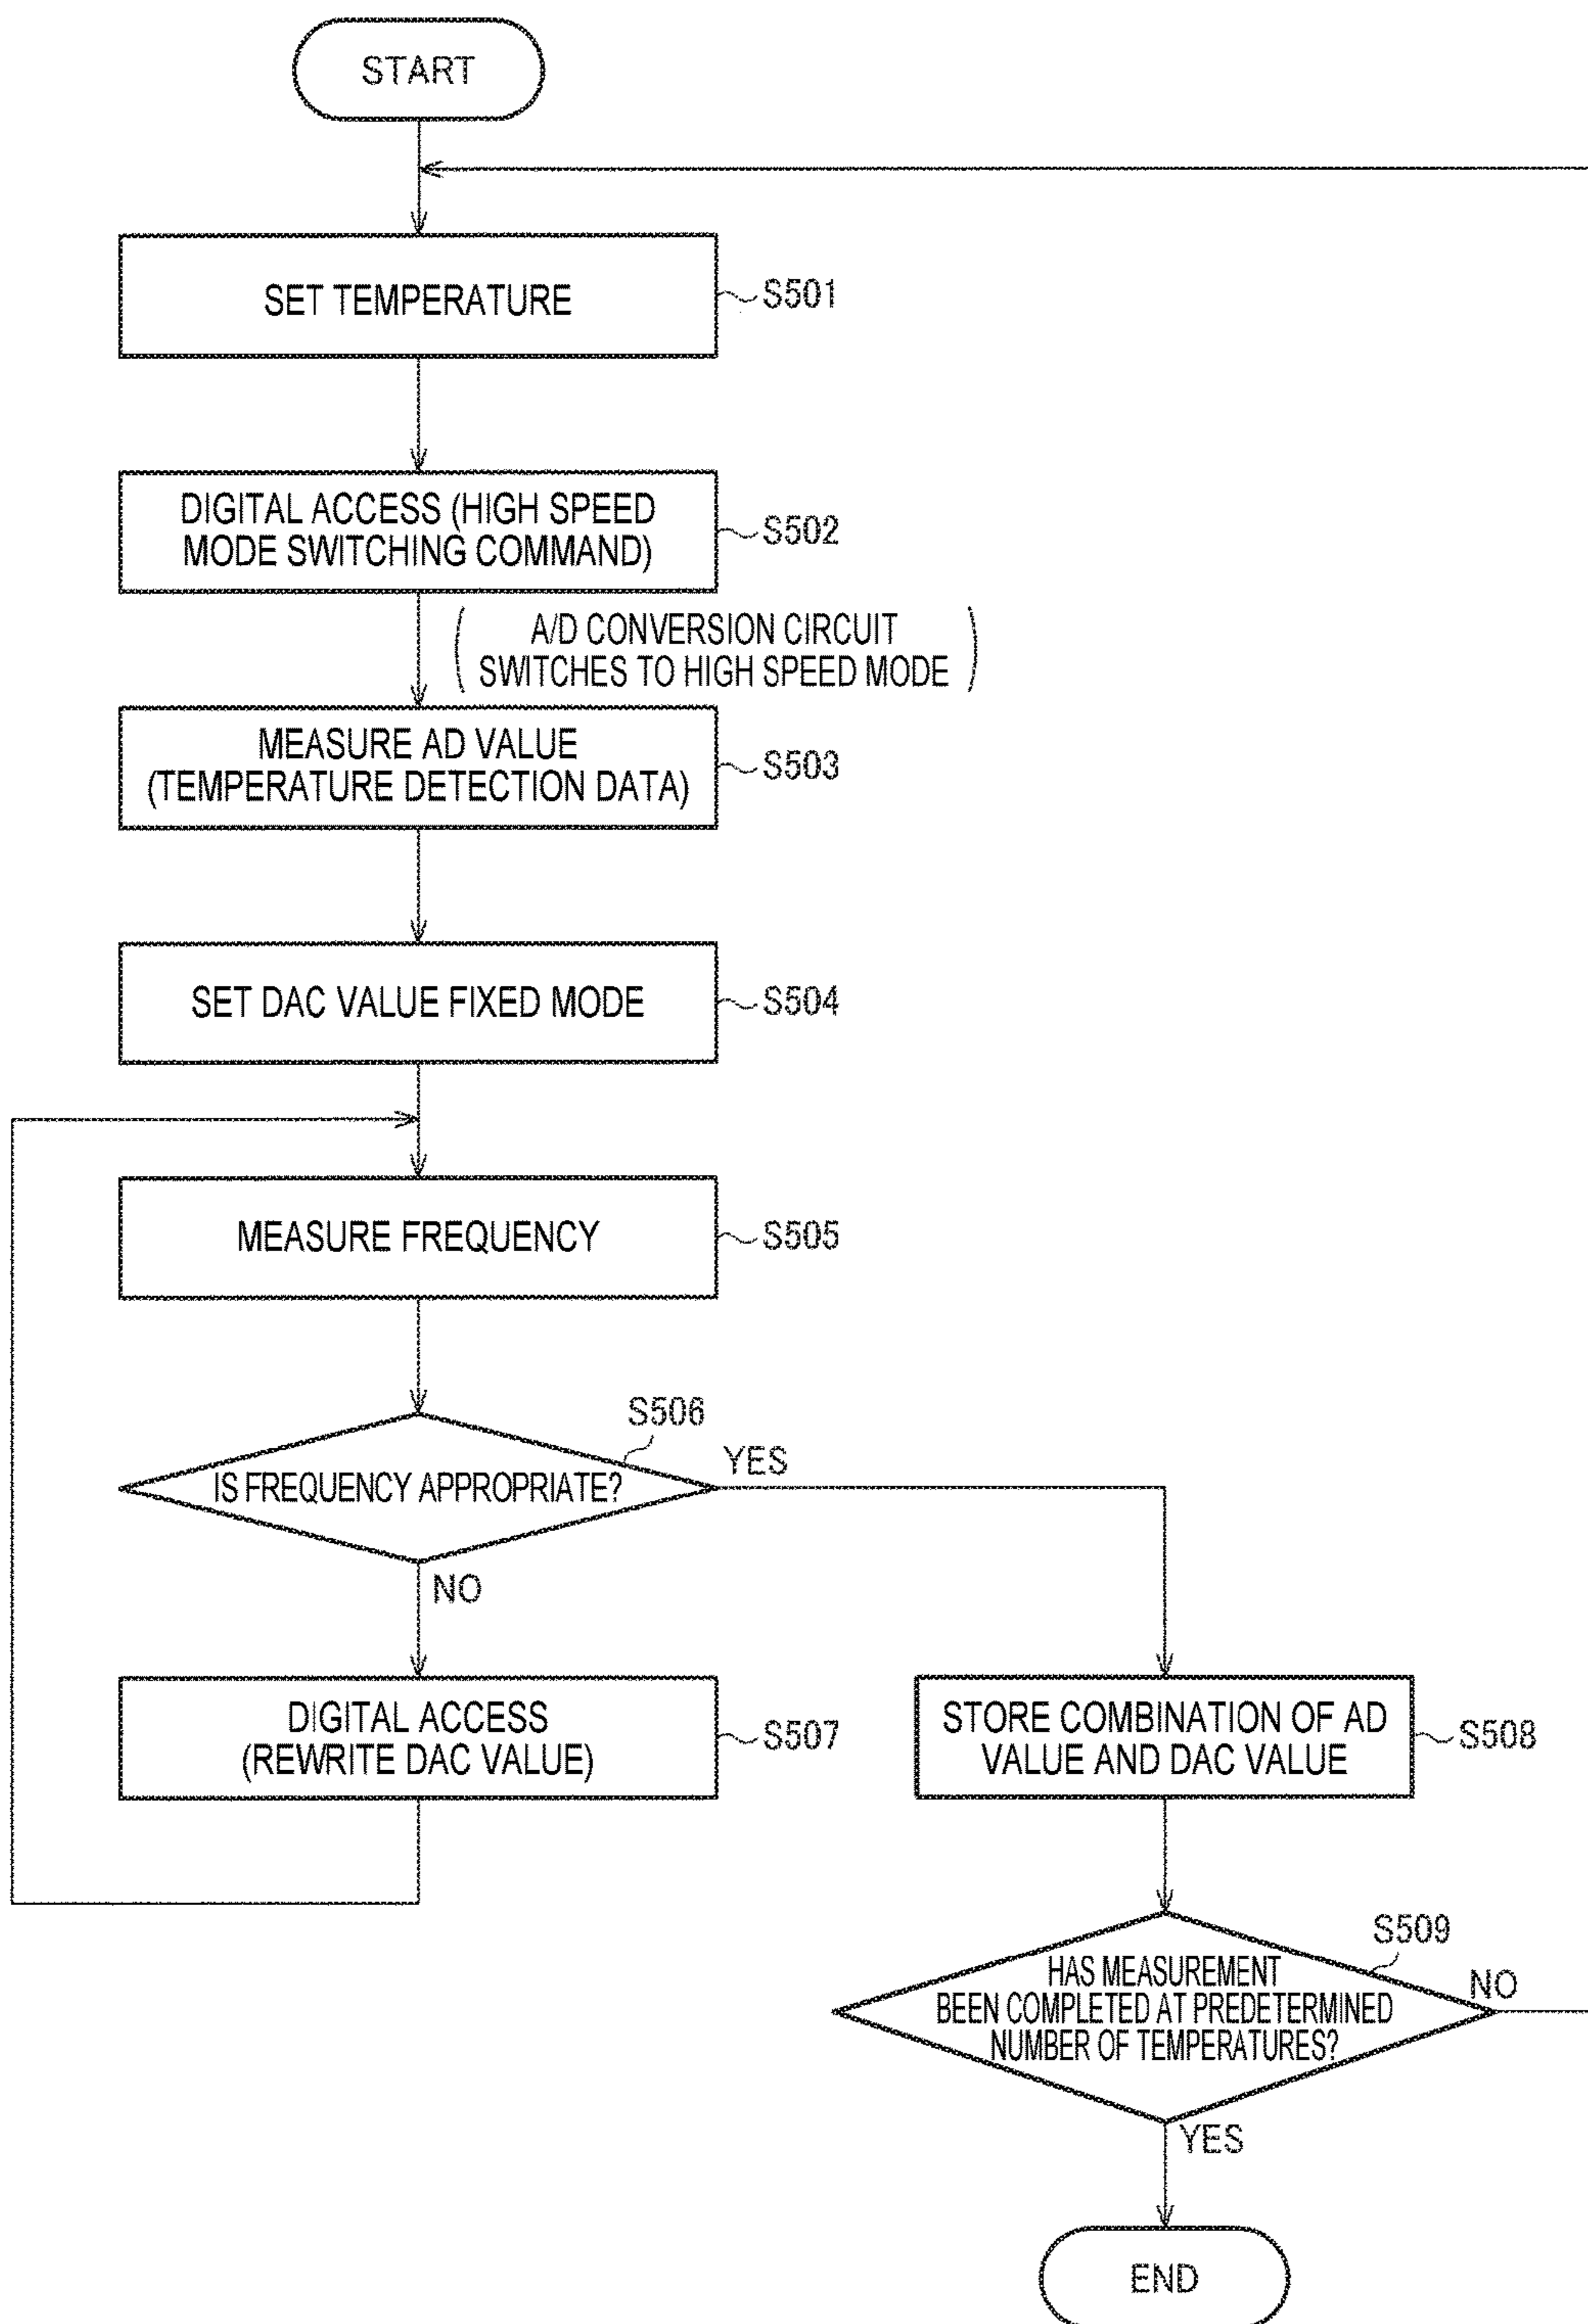 START
SET TEMPERATURE
S501
DIGITAL ACCESS (HIGH SPEED
MODE SWITCHING COMMAND)
S502
A/D CONVERSION CIRCUIT
SWITCHES TO HIGH SPEED MODE
MEASURE AD VALUE
(TEMPERATURE DETECTION DATA)
S503
SET DAC VALUE FIXED MODE
S504
MEASURE FREQUENCY
S505
S506
IS FREQUENCY APPROPRIATE?
YES
NO
DIGITAL ACCESS
(REWRITE DAC VALUE)
S507
STORE COMBINATION OF AD
VALUE AND DAC VALUE
S508
S509
HAS MEASUREMENT
BEEN COMPLETED AT PREDETERMINED
NUMBER OF TEMPERATURES?
NO
YES
END